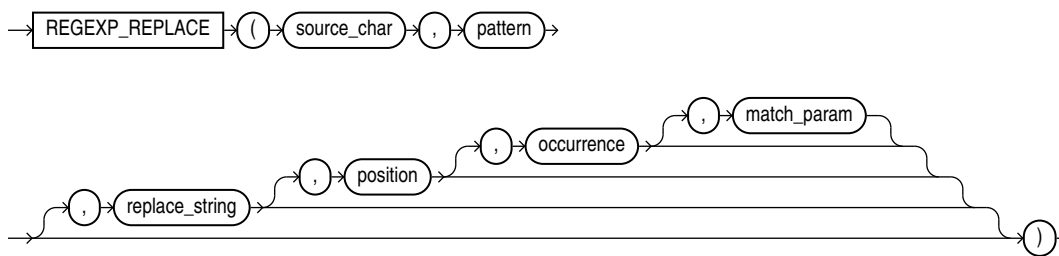 REGEXP_REPLACE ( source_char , pattern
, match_param
, occurrence
, position
, replace_string
)